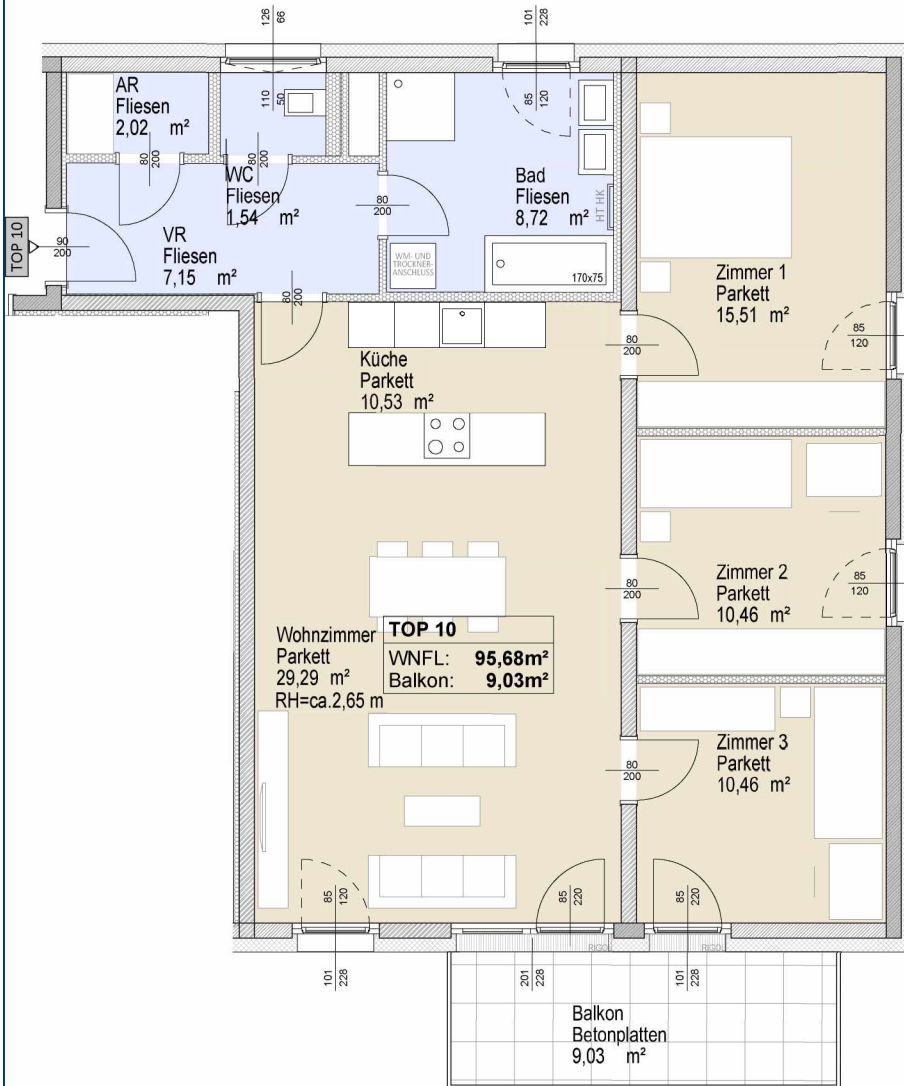 126
66
101
228
AR
Fliesen
2,02 m²
110
50
85
120
80
200
80
200
WC
Fliesen
1,54 m²
Bad
Fliesen
8,72 m²
HT HK
80
200
TOP 10
90
200
VR
Fliesen
7,15 m²
WM- UND
TROCKNER-
ANSCHLUSS
170x75
80
200
Zimmer 1
Parkett
15,51 m²
85
120
80
200
Küche
Parkett
10,53 m²
Zimmer 2
Parkett
10,46 m²
85
120
80
200
Wohnzimmer
Parkett
29,29 m²
RH=ca.2,65 m
TOP 10
WNFL: 95,68m²
Balkon: 9,03m²
Zimmer 3
Parkett
10,46 m²
80
200
85
120
85
220
85
220
RIGOL
RIGOL
101
228
201
228
101
228
Balkon
Betonplatten
9,03 m²